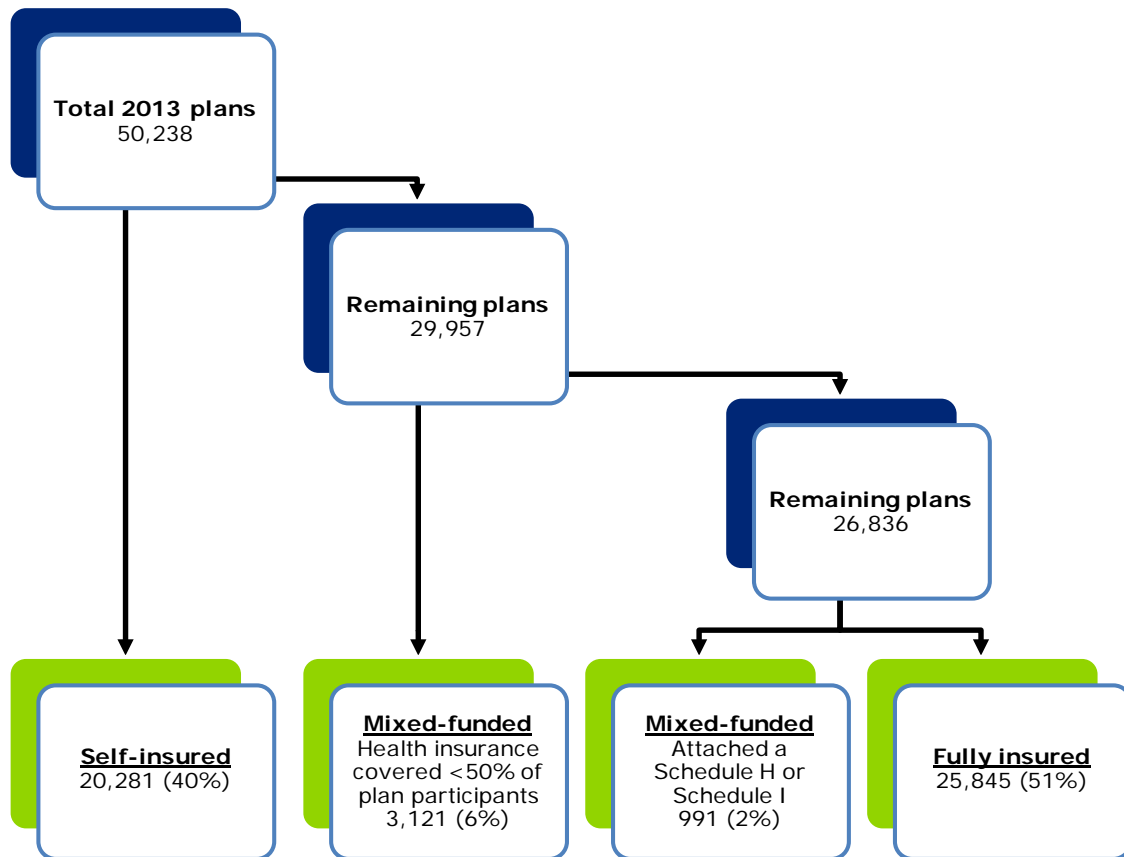 Total 2013 plans
50,238
Remaining plans
29,957
Remaining plans
26,836
Self-insured
20,281 (40%)
Mixed-funded
Health insurance
covered <50% of
plan participants
3,121 (6%)
Mixed-funded
Attached a
Schedule H or
Schedule I
991 (2%)
Fully insured
25,845 (51%)